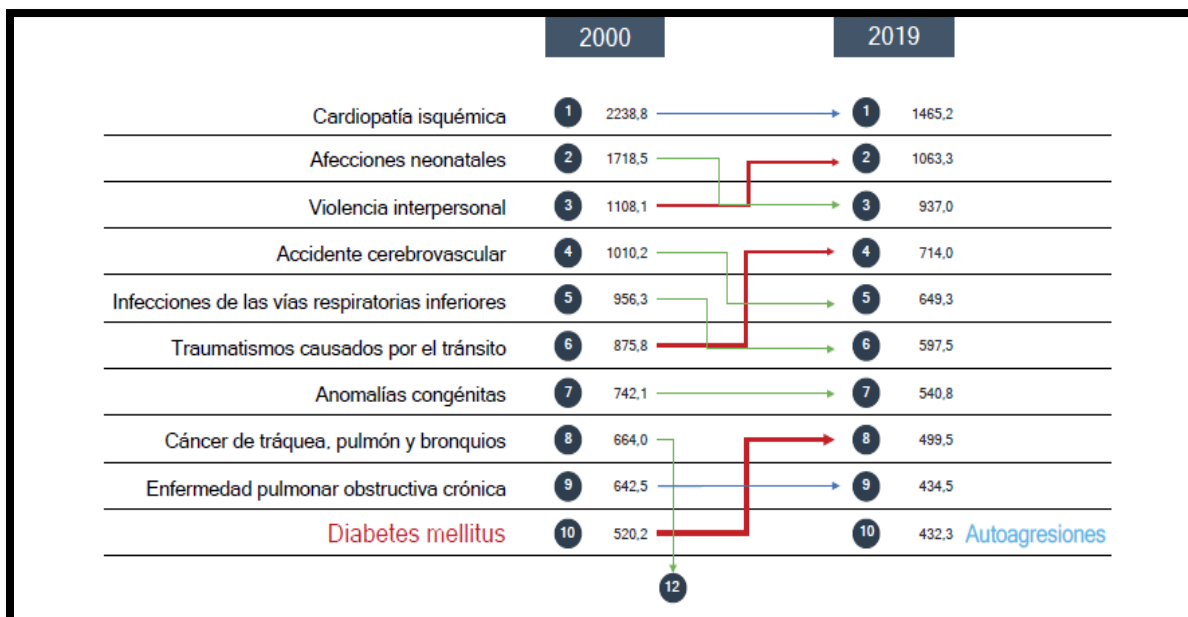 2000 2019
Cardiopatía isquémica 1 2238,8 1 1465,2
Afecciones neonatales 2 1718,5 2 1063,3
Violencia interpersonal 3 1108,1 3 937,0
Accidente cerebrovascular 4 1010,2 4 714,0
Infecciones de las vías respiratorias inferiores 5 956,3 5 649,3
Traumatismos causados por el tránsito 6 875,8 6 597,5
Anomalías congénitas 7 742,1 7 540,8
Cáncer de tráquea, pulmón y bronquios 8 664,0 8 499,5
Enfermedad pulmonar obstructiva crónica 9 642,5 9 434,5
Diabetes mellitus 10 520,2 10 432,3 Autoagresiones
12